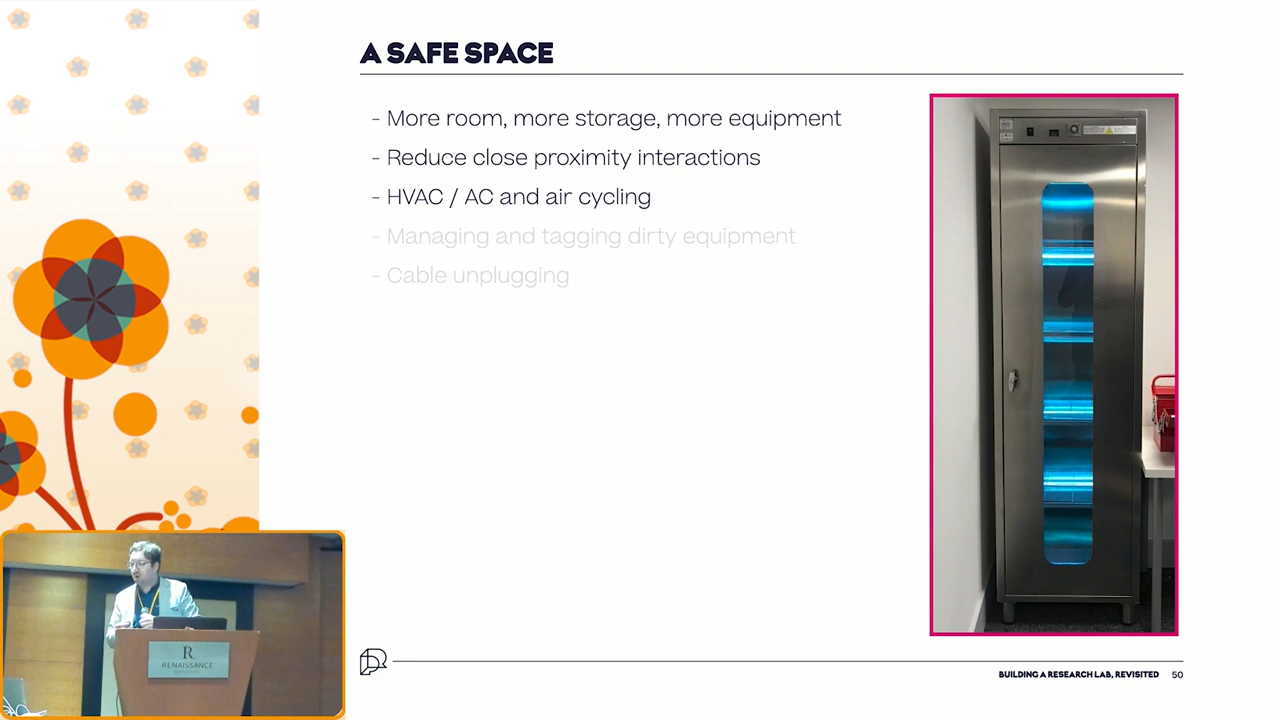 A SAFE SPACE
- More room, more storage, more equipment
- Reduce close proximity interactions
- HVAC / AC and air cycling
- Managing and tagging dirty equipment
- Cable unplugging
R
RENAISSANCE
BUILDING A RESEARCH LAB, REVISITED 50